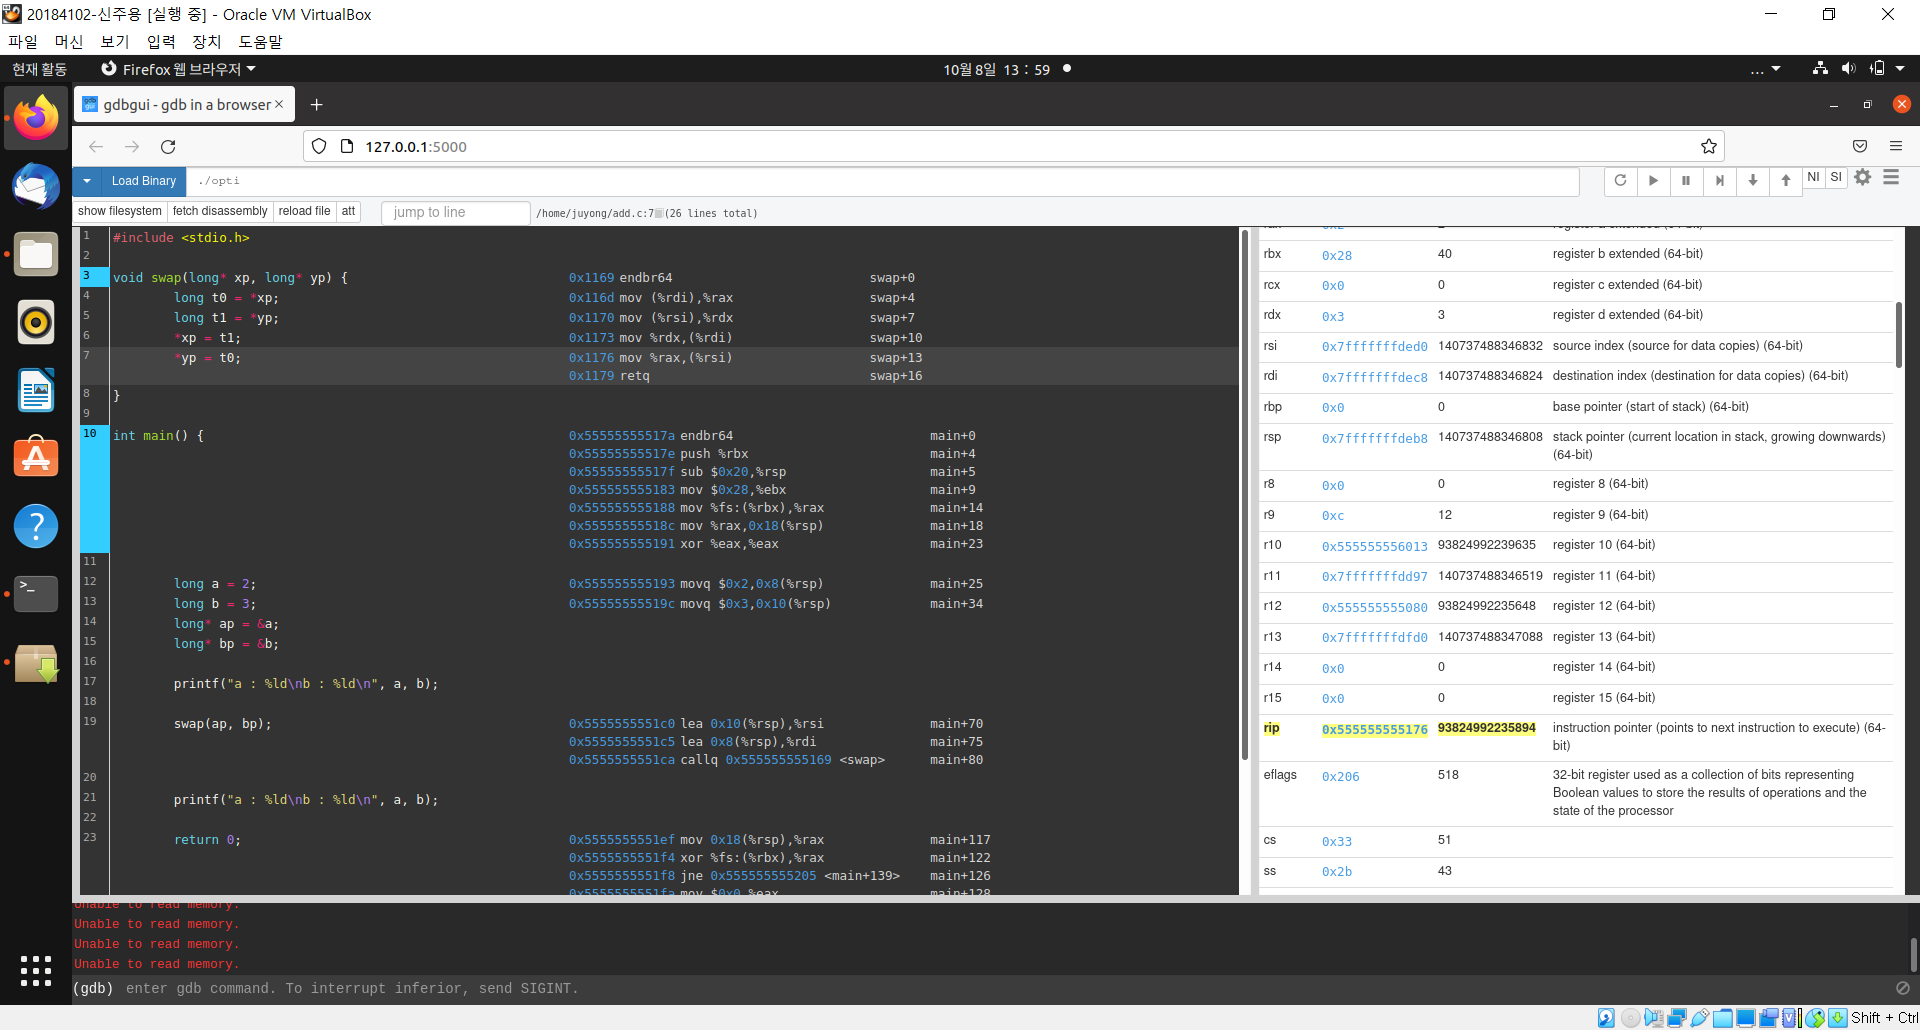 20184102-신주용 [실행 중] - Oracle VM VirtualBox
파일 머신 보기 입력 장치 도움말
현재 활동 Firefox 웹 브라우저 10월 8일 13 : 59
gdbgui - gdb in a browser
127.0.0.1:5000
Load Binary ./opti NI SI
show filesystem fetch disassembly reload file att jump to line /home/juyong/add.c:7 (26 lines total)
1 #include <stdio.h>
2
3 void swap(long* xp, long* yp) { 0x1169 endbr64 swap+0
4 long t0 = *xp; 0x116d mov (%rdi),%rax swap+4
5 long t1 = *yp; 0x1170 mov (%rsi),%rdx swap+7
6 *xp = t1; 0x1173 mov %rdx,(%rdi) swap+10
7 *yp = t0; 0x1176 mov %rax,(%rsi) swap+13
0x1179 retq swap+16
8 }
9
10 int main() { 0x55555555517a endbr64 main+0
0x55555555517e push %rbx main+4
0x55555555517f sub $0x20,%rsp main+5
0x555555555183 mov $0x28,%ebx main+9
0x555555555188 mov %fs:(%rbx),%rax main+14
0x55555555518c mov %rax,0x18(%rsp) main+18
0x555555555191 xor %eax,%eax main+23
11
12 long a = 2; 0x555555555193 movq $0x2,0x8(%rsp) main+25
13 long b = 3; 0x55555555519c movq $0x3,0x10(%rsp) main+34
14 long* ap = &a;
15 long* bp = &b;
16
17 printf("a : %ld\nb : %ld\n", a, b);
18
19 swap(ap, bp); 0x5555555551c0 lea 0x10(%rsp),%rsi main+70
0x5555555551c5 lea 0x8(%rsp),%rdi main+75
0x5555555551ca callq 0x555555555169 <swap> main+80
20
21 printf("a : %ld\nb : %ld\n", a, b);
22
23 return 0; 0x5555555551ef mov 0x18(%rsp),%rax main+117
0x5555555551f4 xor %fs:(%rbx),%rax main+122
0x5555555551f8 jne 0x555555555205 <main+139> main+126
0x5555555551fa mov $0x0,%eax main+128
rax 0x2 2 register a extended (64-bit)
rbx 0x28 40 register b extended (64-bit)
rcx 0x0 0 register c extended (64-bit)
rdx 0x3 3 register d extended (64-bit)
rsi 0x7fffffffded0 140737488346832 source index (source for data copies) (64-bit)
rdi 0x7fffffffdec8 140737488346824 destination index (destination for data copies) (64-bit)
rbp 0x0 0 base pointer (start of stack) (64-bit)
rsp 0x7fffffffdeb8 140737488346808 stack pointer (current location in stack, growing downwards)
(64-bit)
r8 0x0 0 register 8 (64-bit)
r9 0xc 12 register 9 (64-bit)
r10 0x555555556013 93824992239635 register 10 (64-bit)
r11 0x7fffffffdd97 140737488346519 register 11 (64-bit)
r12 0x555555555080 93824992235648 register 12 (64-bit)
r13 0x7fffffffdfd0 140737488347088 register 13 (64-bit)
r14 0x0 0 register 14 (64-bit)
r15 0x0 0 register 15 (64-bit)
rip 0x555555555176 93824992235894 instruction pointer (points to next instruction to execute) (64-
bit)
eflags 0x206 518 32-bit register used as a collection of bits representing
Boolean values to store the results of operations and the
state of the processor
cs 0x33 51
ss 0x2b 43
Unable to read memory.
Unable to read memory.
Unable to read memory.
Unable to read memory.
(gdb) enter gdb command. To interrupt inferior, send SIGINT.
Shift + Ctrl